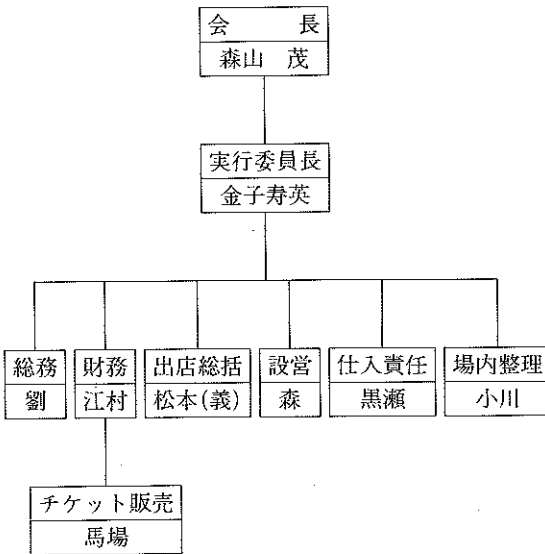 会　　　長
森山　茂
実行委員長
金子寿英
総務
劉
財務
江村
出店総括
松本(義)
設営
森
仕入責任
黒瀬
場内整理
小川
チケット販売
馬場